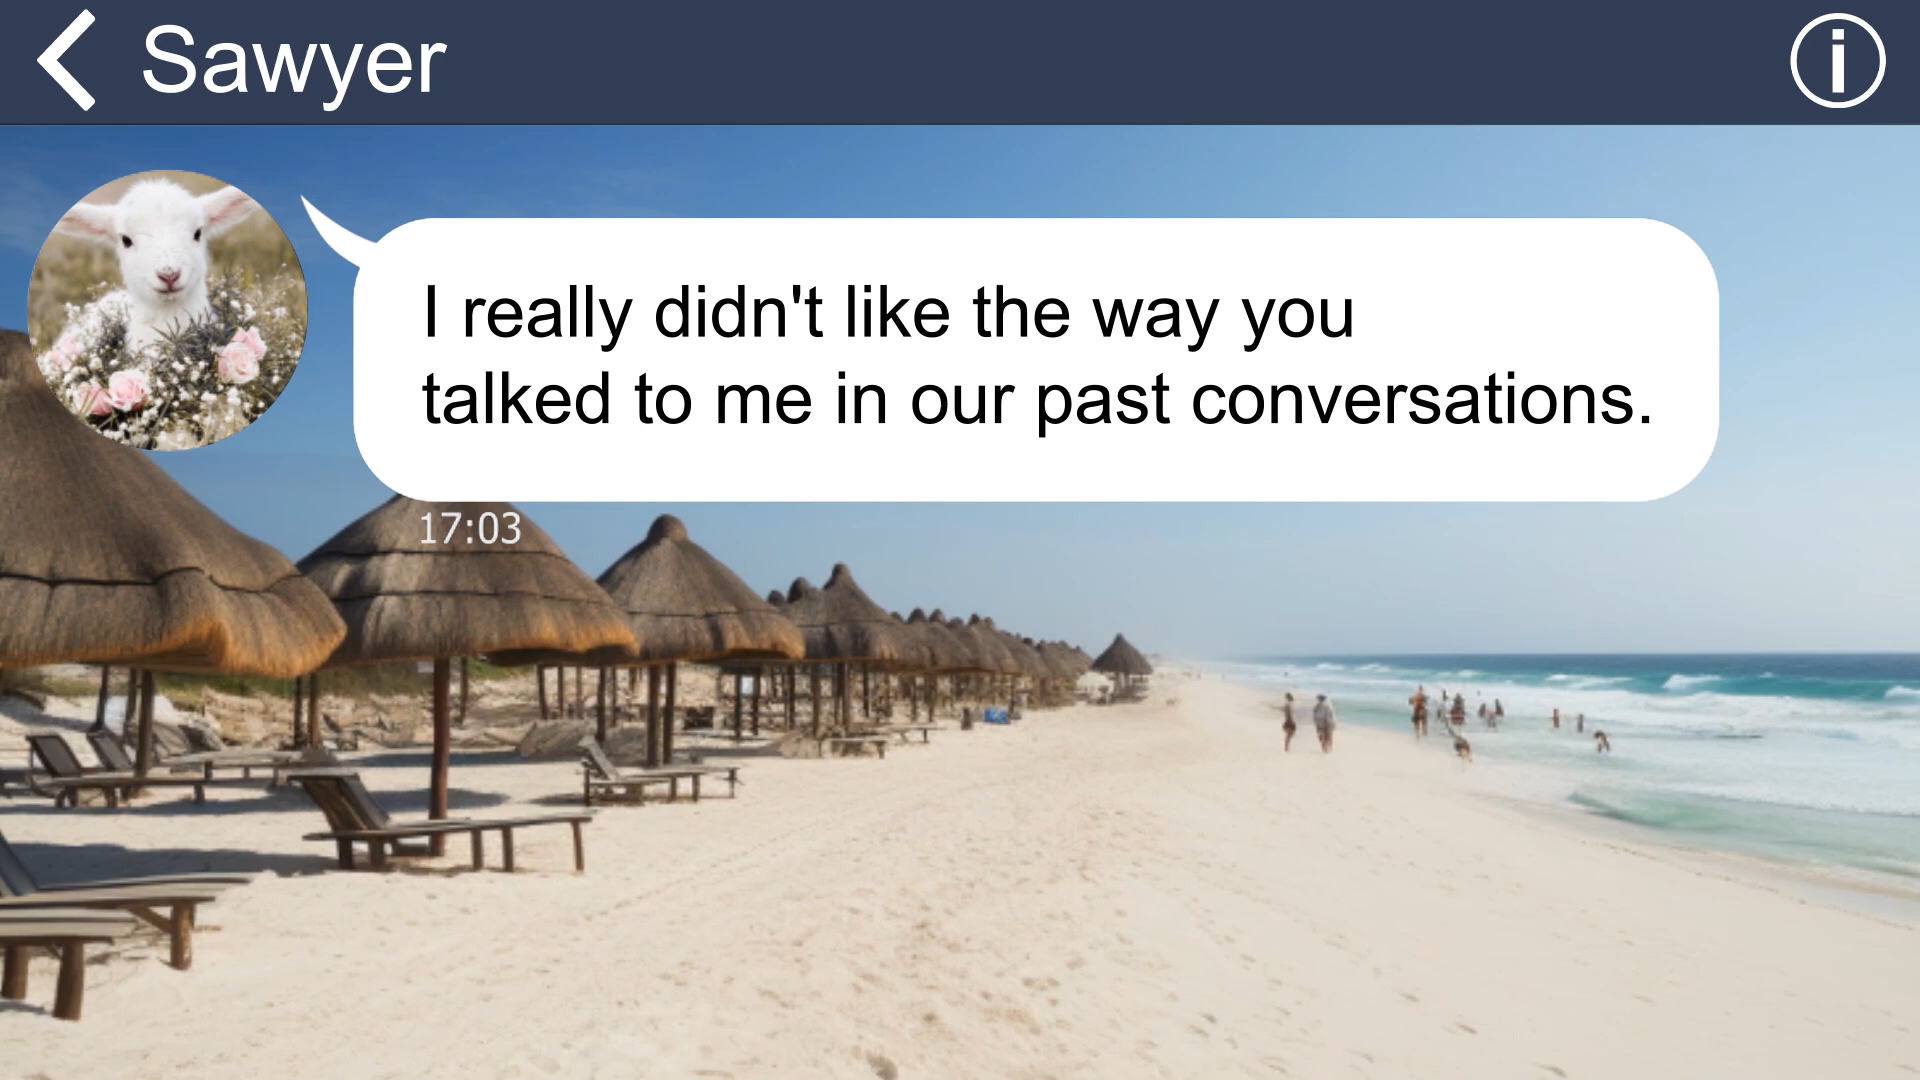 Sawyer
I really didn't like the way you
talked to me in our past conversations.
17:03